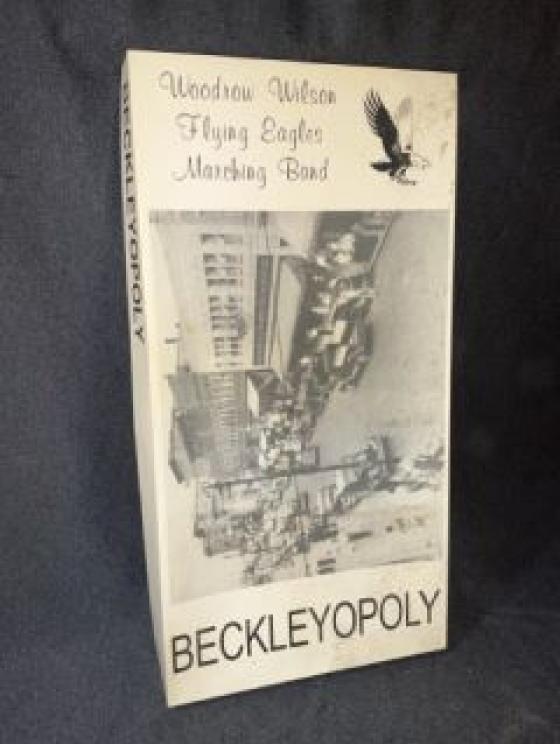 Woodrow Wilson
Flying Eagles
Marching Band
BECKLEYOPOLY
BECKLEYOPOLY